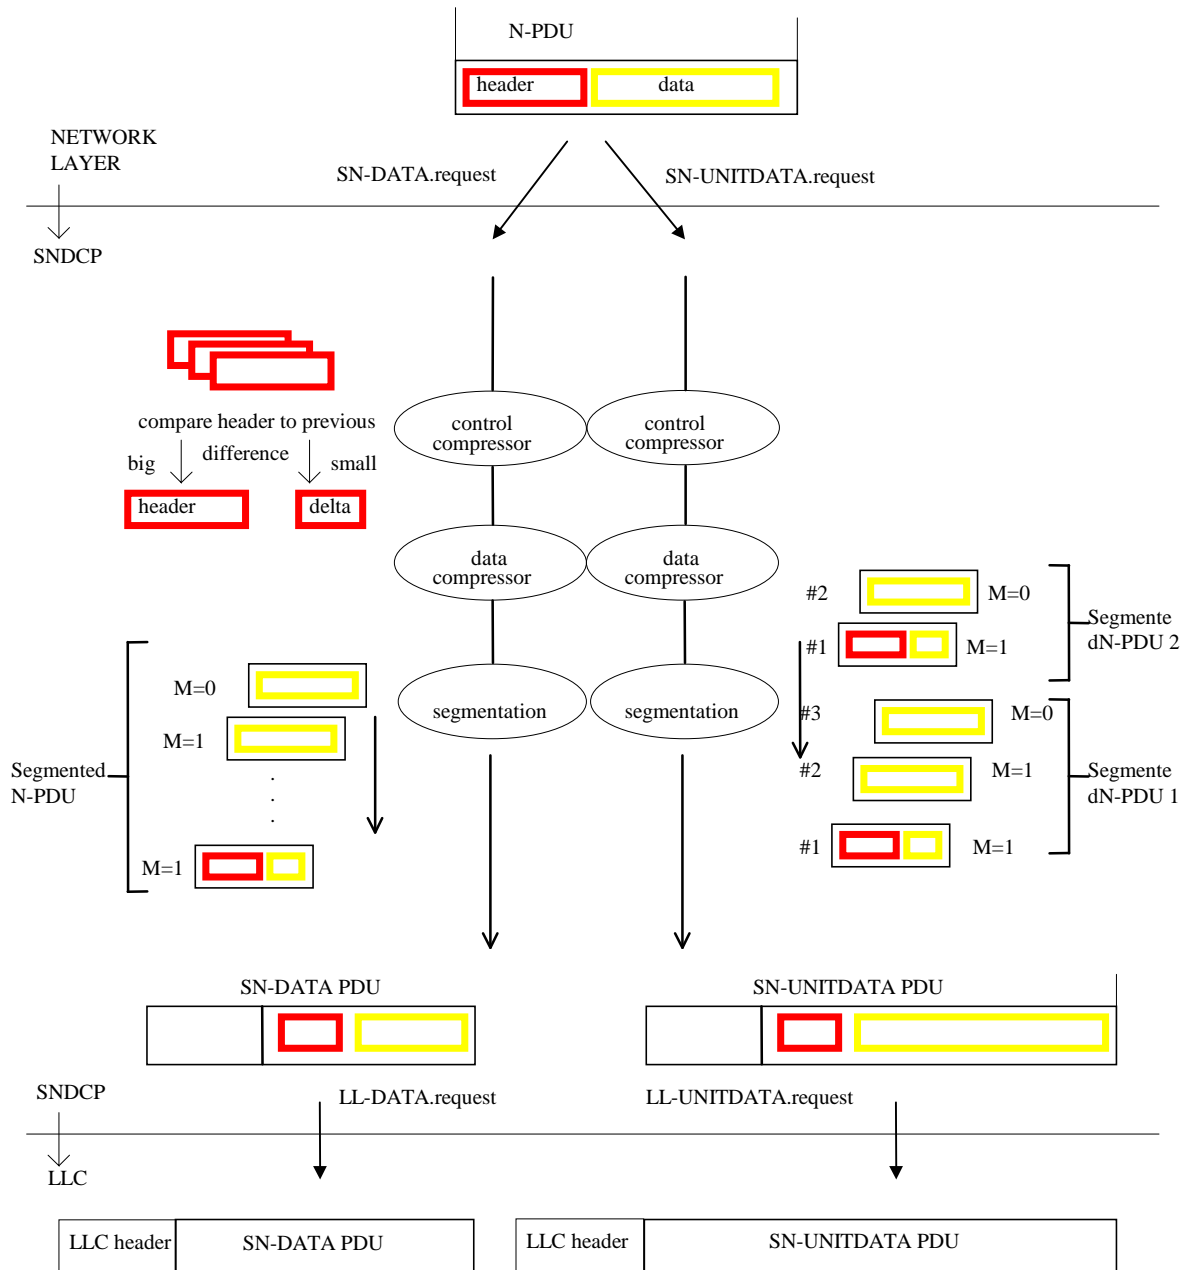 N-PDU
header
data
NETWORK
LAYER
SN-DATA.request
SN-UNITDATA.request
SNDCP
compare header to previous
difference
big
small
header
delta
control
compressor
control
compressor
data
compressor
data
compressor
segmentation
segmentation
#2
M=0
#1
M=1
Segmente
dN-PDU 2
#3
M=0
#2
M=1
#1
M=1
Segmente
dN-PDU 1
M=0
M=1
.
.
.
M=1
Segmented
N-PDU
SN-DATA PDU
SN-UNITDATA PDU
SNDCP
LL-DATA.request
LL-UNITDATA.request
LLC
LLC header
SN-DATA PDU
LLC header
SN-UNITDATA PDU